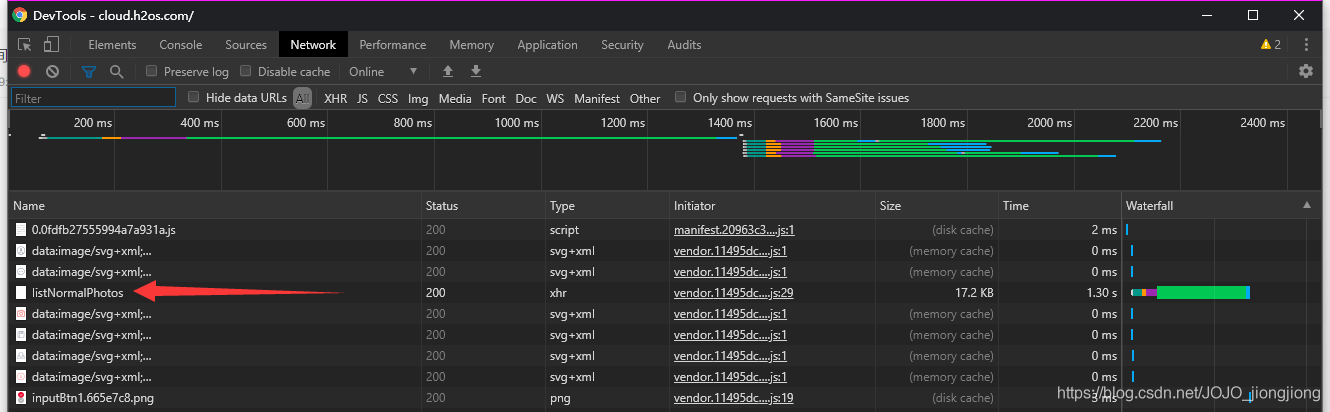 DevTools - cloud.h2os.com/
Elements Console Sources Network Performance Memory Application Security Audits 2
Preserve log Disable cache Online
Filter Hide data URLs All XHR JS CSS Img Media Font Doc WS Manifest Other Only show requests with SameSite issues
200 ms 400 ms 600 ms 800 ms 1000 ms 1200 ms 1400 ms 1600 ms 1800 ms 2000 ms 2200 ms 2400 ms
Name Status Type Initiator Size Time Waterfall
0.0fdfb27555994a7a931a.js 200 script manifest.20963c3....js:1 (disk cache) 2 ms
data:image/svg+xml;... 200 svg+xml vendor.11495dc....js:1 (memory cache) 0 ms
data:image/svg+xml;... 200 svg+xml vendor.11495dc....js:1 (memory cache) 0 ms
listNormalPhotos 200 xhr vendor.11495dc....js:29 17.2 KB 1.30 s
data:image/svg+xml;... 200 svg+xml vendor.11495dc....js:1 (memory cache) 0 ms
data:image/svg+xml;... 200 svg+xml vendor.11495dc....js:1 (memory cache) 0 ms
data:image/svg+xml;... 200 svg+xml vendor.11495dc....js:1 (memory cache) 0 ms
data:image/svg+xml;... 200 svg+xml vendor.11495dc....js:1 (memory cache) 0 ms
inputBtn1.665e7c8.png 200 png vendor.11495dc....js:19 (disk cache) 3 ms
https://blog.csdn.net/JOJO_jiongjiong